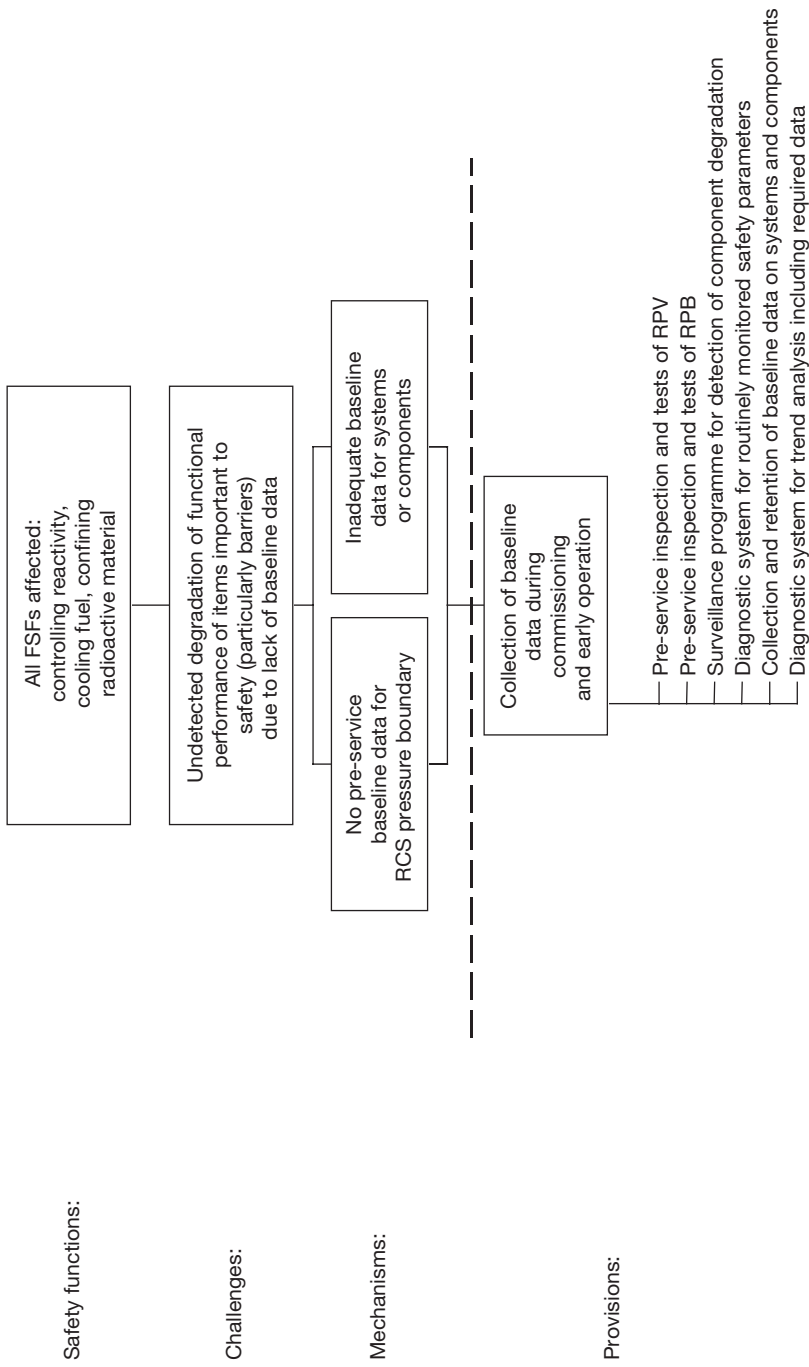 Safety functions:
All FSFs affected:
controlling reactivity,
cooling fuel, confining
radioactive material
Challenges:
Undetected degradation of functional
performance of items important to
safety (particularly barriers)
due to lack of baseline data
Mechanisms:
No pre-service
baseline data for
RCS pressure boundary
Inadequate baseline
data for systems
or components
Provisions:
Collection of baseline
data during
commissioning
and early operation
Pre-service inspection and tests of RPV
Pre-service inspection and tests of RPB
Surveillance programme for detection of component degradation
Diagnostic system for routinely monitored safety parameters
Collection and retention of baseline data on systems and components
Diagnostic system for trend analysis including required data